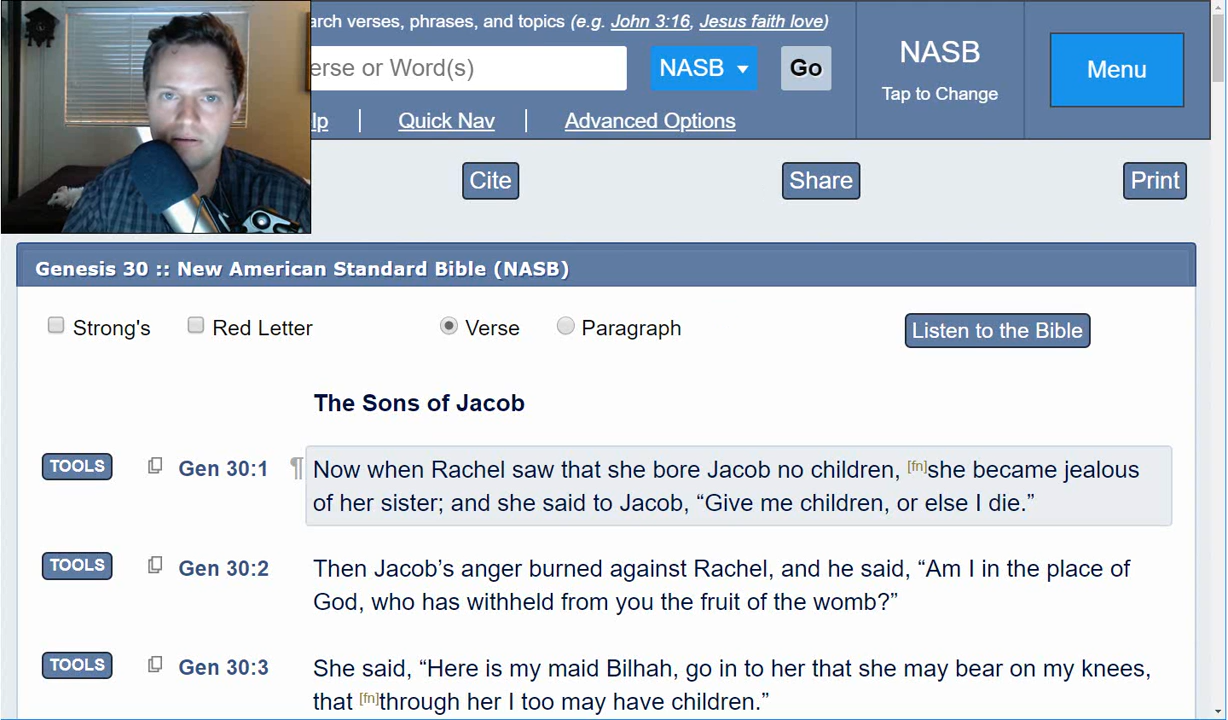 arch verses, phrases, and topics (e.g. John 3:16, Jesus faith love)
erse or Word(s) NASB Go
NASB
Tap to Change
Menu
lp | Quick Nav | Advanced Options
Cite Share Print
Genesis 30 :: New American Standard Bible (NASB)
Strong's Red Letter Verse Paragraph Listen to the Bible
The Sons of Jacob
TOOLS Gen 30:1 ¶ Now when Rachel saw that she bore Jacob no children, [fn]she became jealous
of her sister; and she said to Jacob, “Give me children, or else I die.”
TOOLS Gen 30:2 Then Jacob’s anger burned against Rachel, and he said, “Am I in the place of
God, who has withheld from you the fruit of the womb?”
TOOLS Gen 30:3 She said, “Here is my maid Bilhah, go in to her that she may bear on my knees,
that [fn]through her I too may have children.”